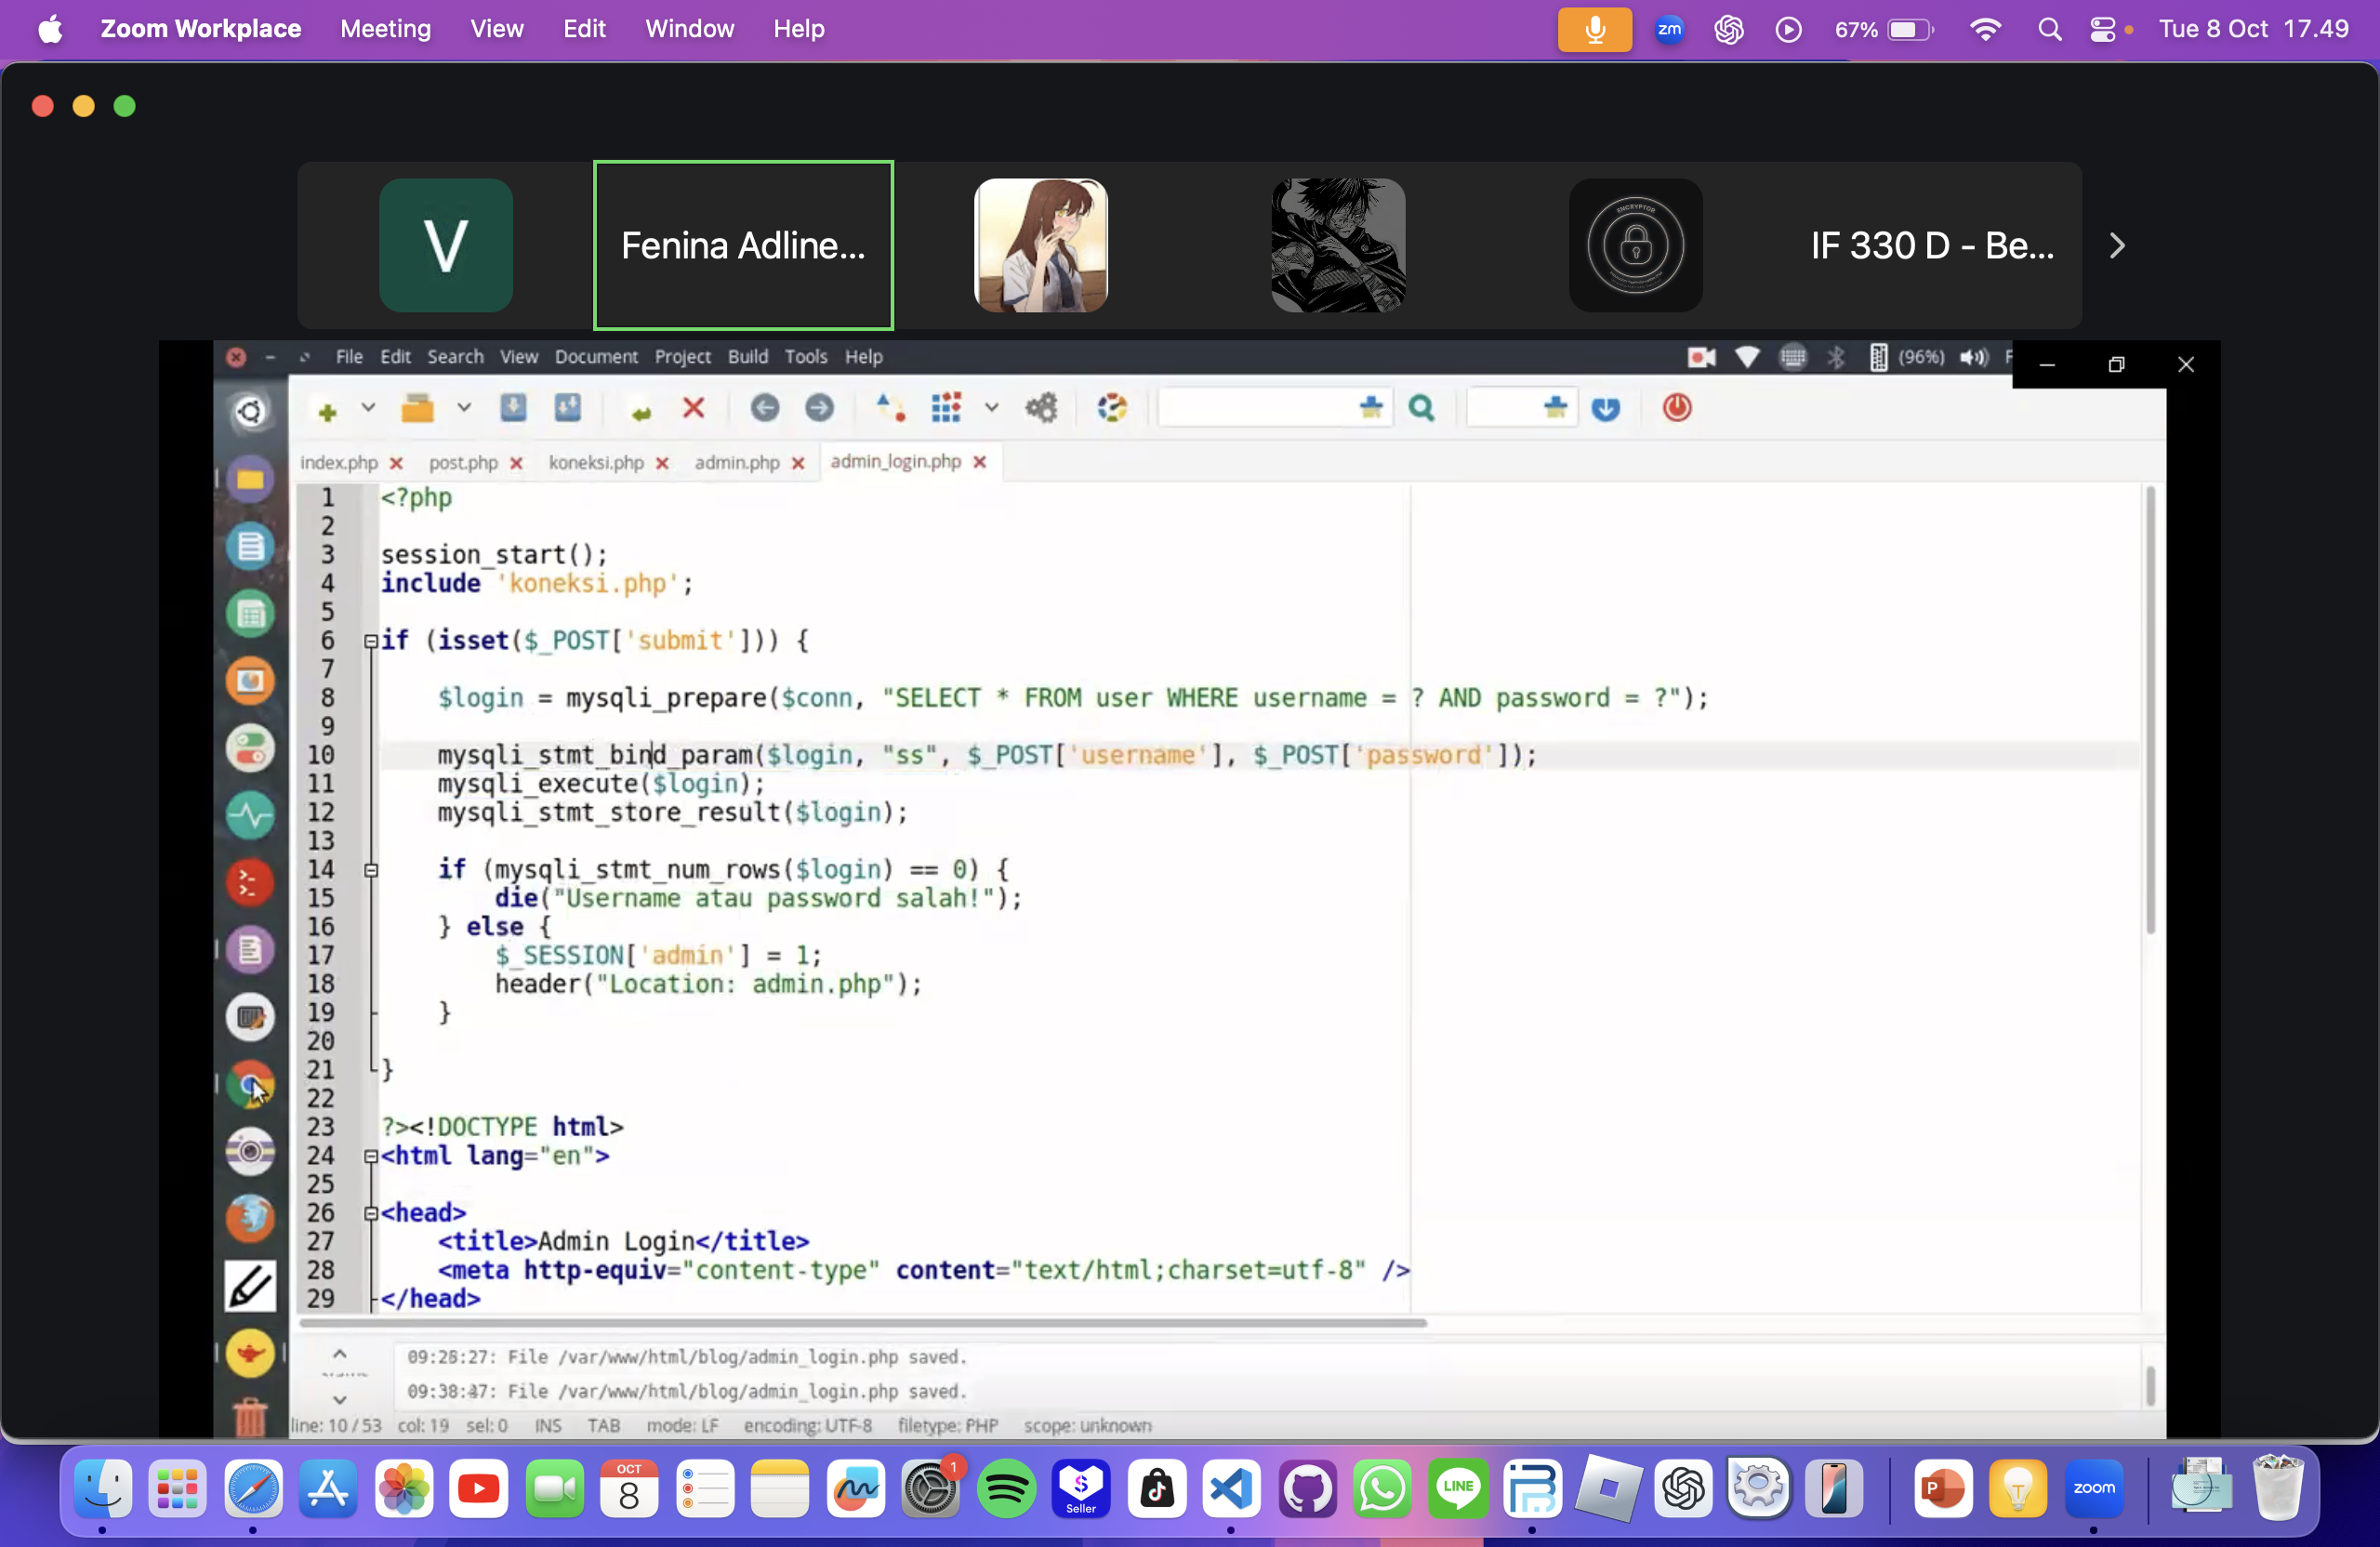 Zoom Workplace Meeting View Edit Window Help zm 67% Tue 8 Oct 17.49
V Fenina Adline... ENCRYPTOR IF 330 D - Be...
File Edit Search View Document Project Build Tools Help (96%)
index.php post.php koneksi.php admin.php admin_login.php
1 <?php
2
3 session_start();
4 include 'koneksi.php';
5
6 if (isset($_POST['submit'])) {
7
8 $login = mysqli_prepare($conn, "SELECT * FROM user WHERE username = ? AND password = ?");
9
10 mysqli_stmt_bind_param($login, "ss", $_POST['username'], $_POST['password']);
11 mysqli_execute($login);
12 mysqli_stmt_store_result($login);
13
14 if (mysqli_stmt_num_rows($login) == 0) {
15 die("Username atau password salah!");
16 } else {
17 $_SESSION['admin'] = 1;
18 header("Location: admin.php");
19 }
20
21 }
22
23 ?><!DOCTYPE html>
24 <html lang="en">
25
26 <head>
27 <title>Admin Login</title>
28 <meta http-equiv="content-type" content="text/html;charset=utf-8" />
29 </head>
09:28:27: File /var/www/html/blog/admin_login.php saved.
09:38:47: File /var/www/html/blog/admin_login.php saved.
line: 10 / 53 col: 19 sel: 0 INS TAB mode: LF encoding: UTF-8 filetype: PHP scope: unknown
OCT
8
1
Seller
LINE
P
T
zoom